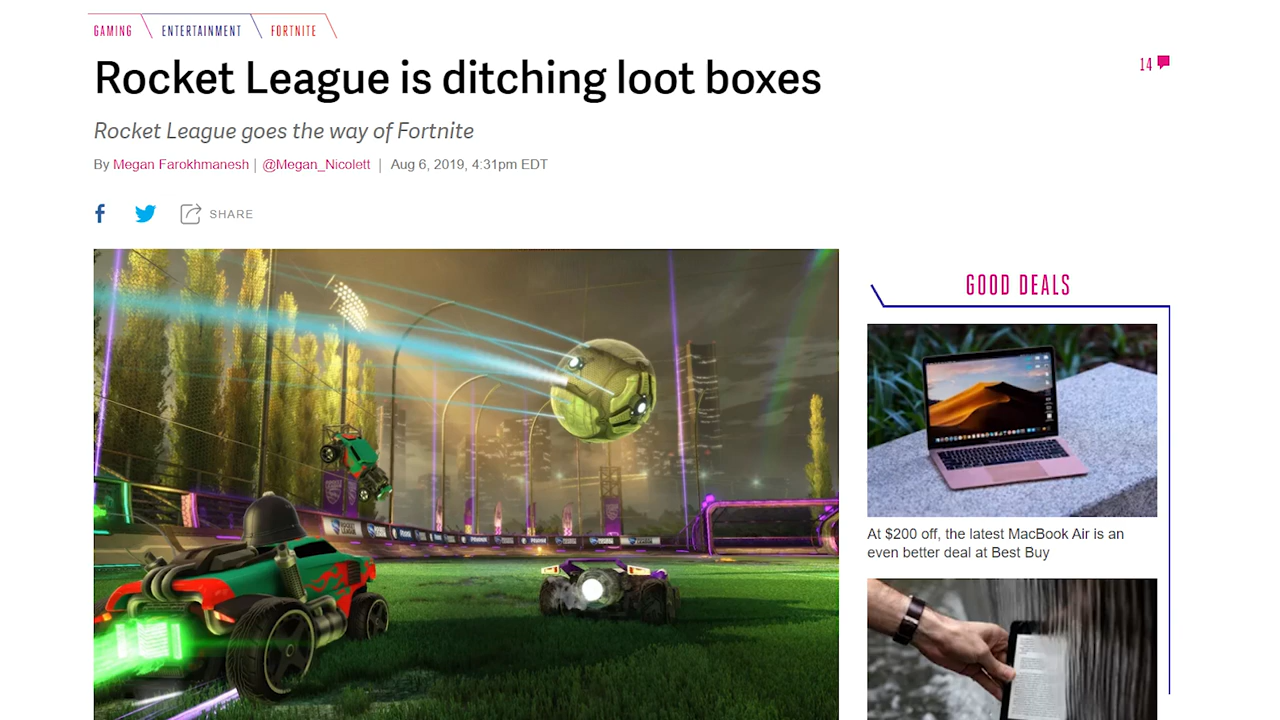 GAMING ENTERTAINMENT FORTNITE
Rocket League is ditching loot boxes
14
Rocket League goes the way of Fortnite
By Megan Farokhmanesh | @Megan_Nicolett | Aug 6, 2019, 4:31pm EDT
SHARE
GOOD DEALS
At $200 off, the latest MacBook Air is an
even better deal at Best Buy